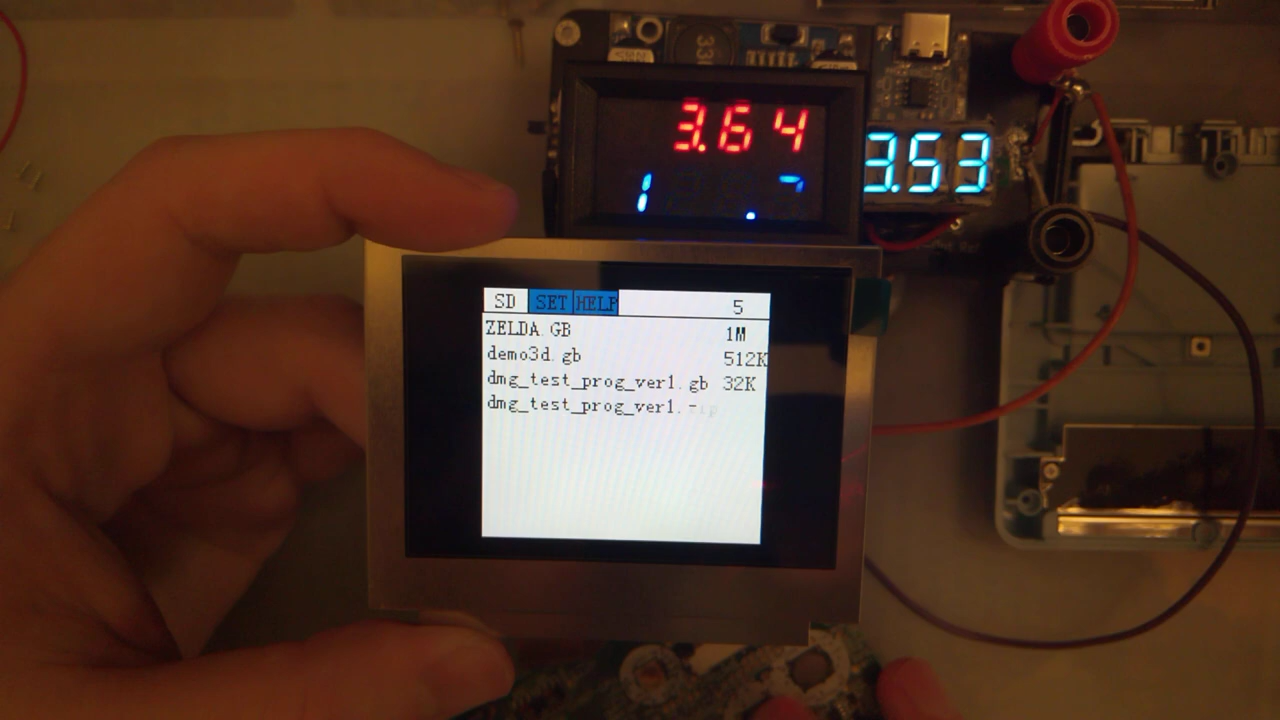 3.64
3.53
SD SET HELP 5
ZELDA.GB 1M
demo3d.gb 512K
dmg_test_prog_ver1.gb 32K
dmg_test_prog_ver1.